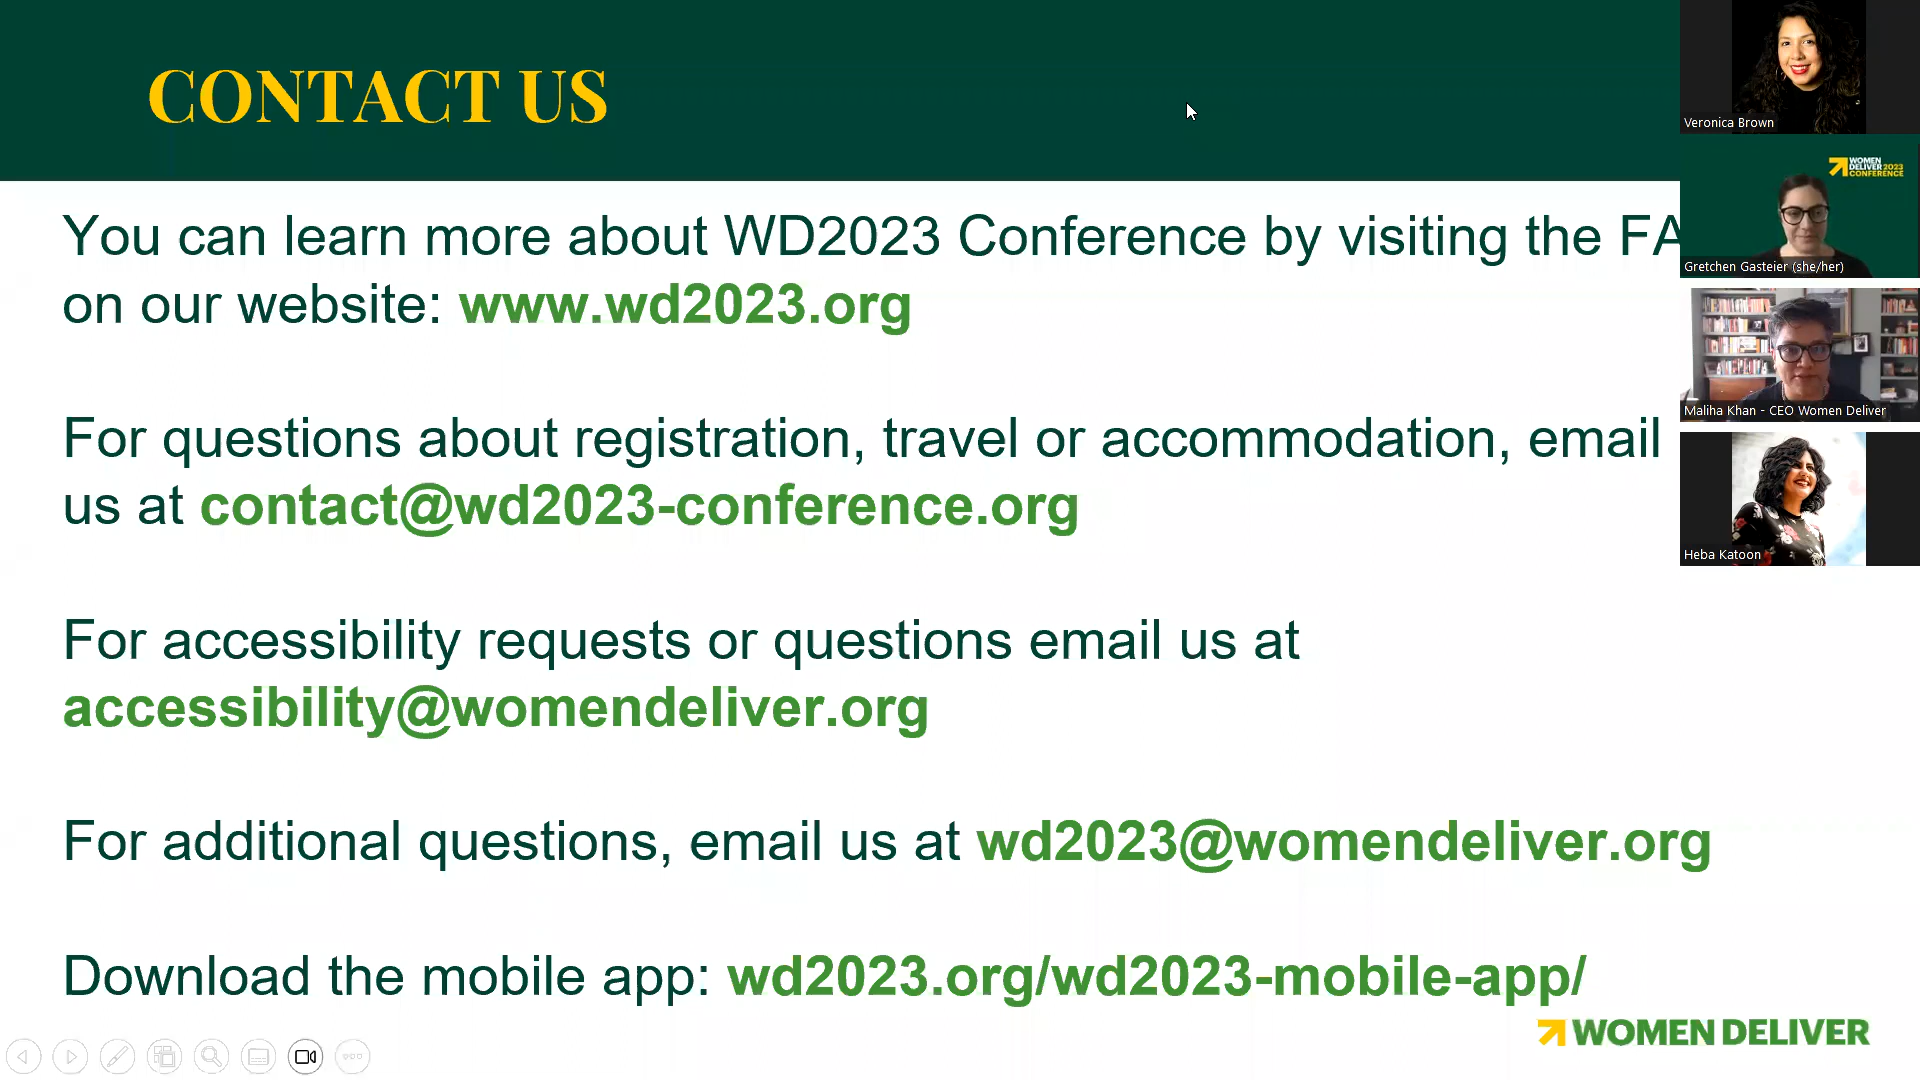 CONTACT US
You can learn more about WD2023 Conference by visiting the FA
on our website: www.wd2023.org
For questions about registration, travel or accommodation, email
us at contact@wd2023-conference.org
For accessibility requests or questions email us at
accessibility@womendeliver.org
For additional questions, email us at wd2023@womendeliver.org
Download the mobile app: wd2023.org/wd2023-mobile-app/
WOMEN DELIVER
Veronica Brown
WOMEN
DELIVER 2023
CONFERENCE
Gretchen Gasteier (she/her)
Maliha Khan - CEO Women Deliver
Heba Katoon